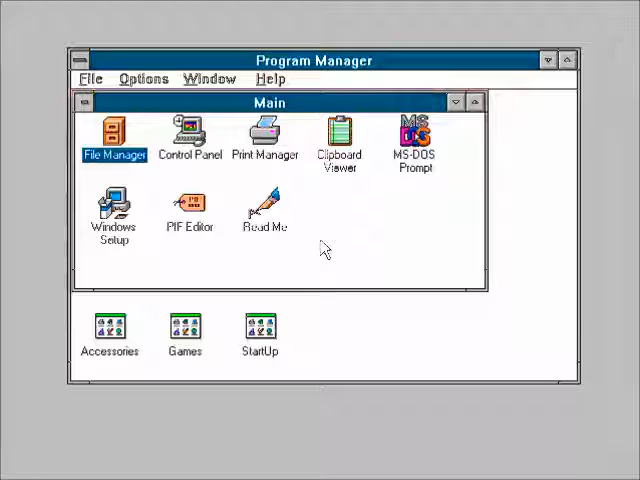 Program Manager
File Options Window Help
Main
File Manager Control Panel Print Manager Clipboard Viewer MS-DOS Prompt
Windows Setup PIF Editor Read Me
Accessories Games StartUp